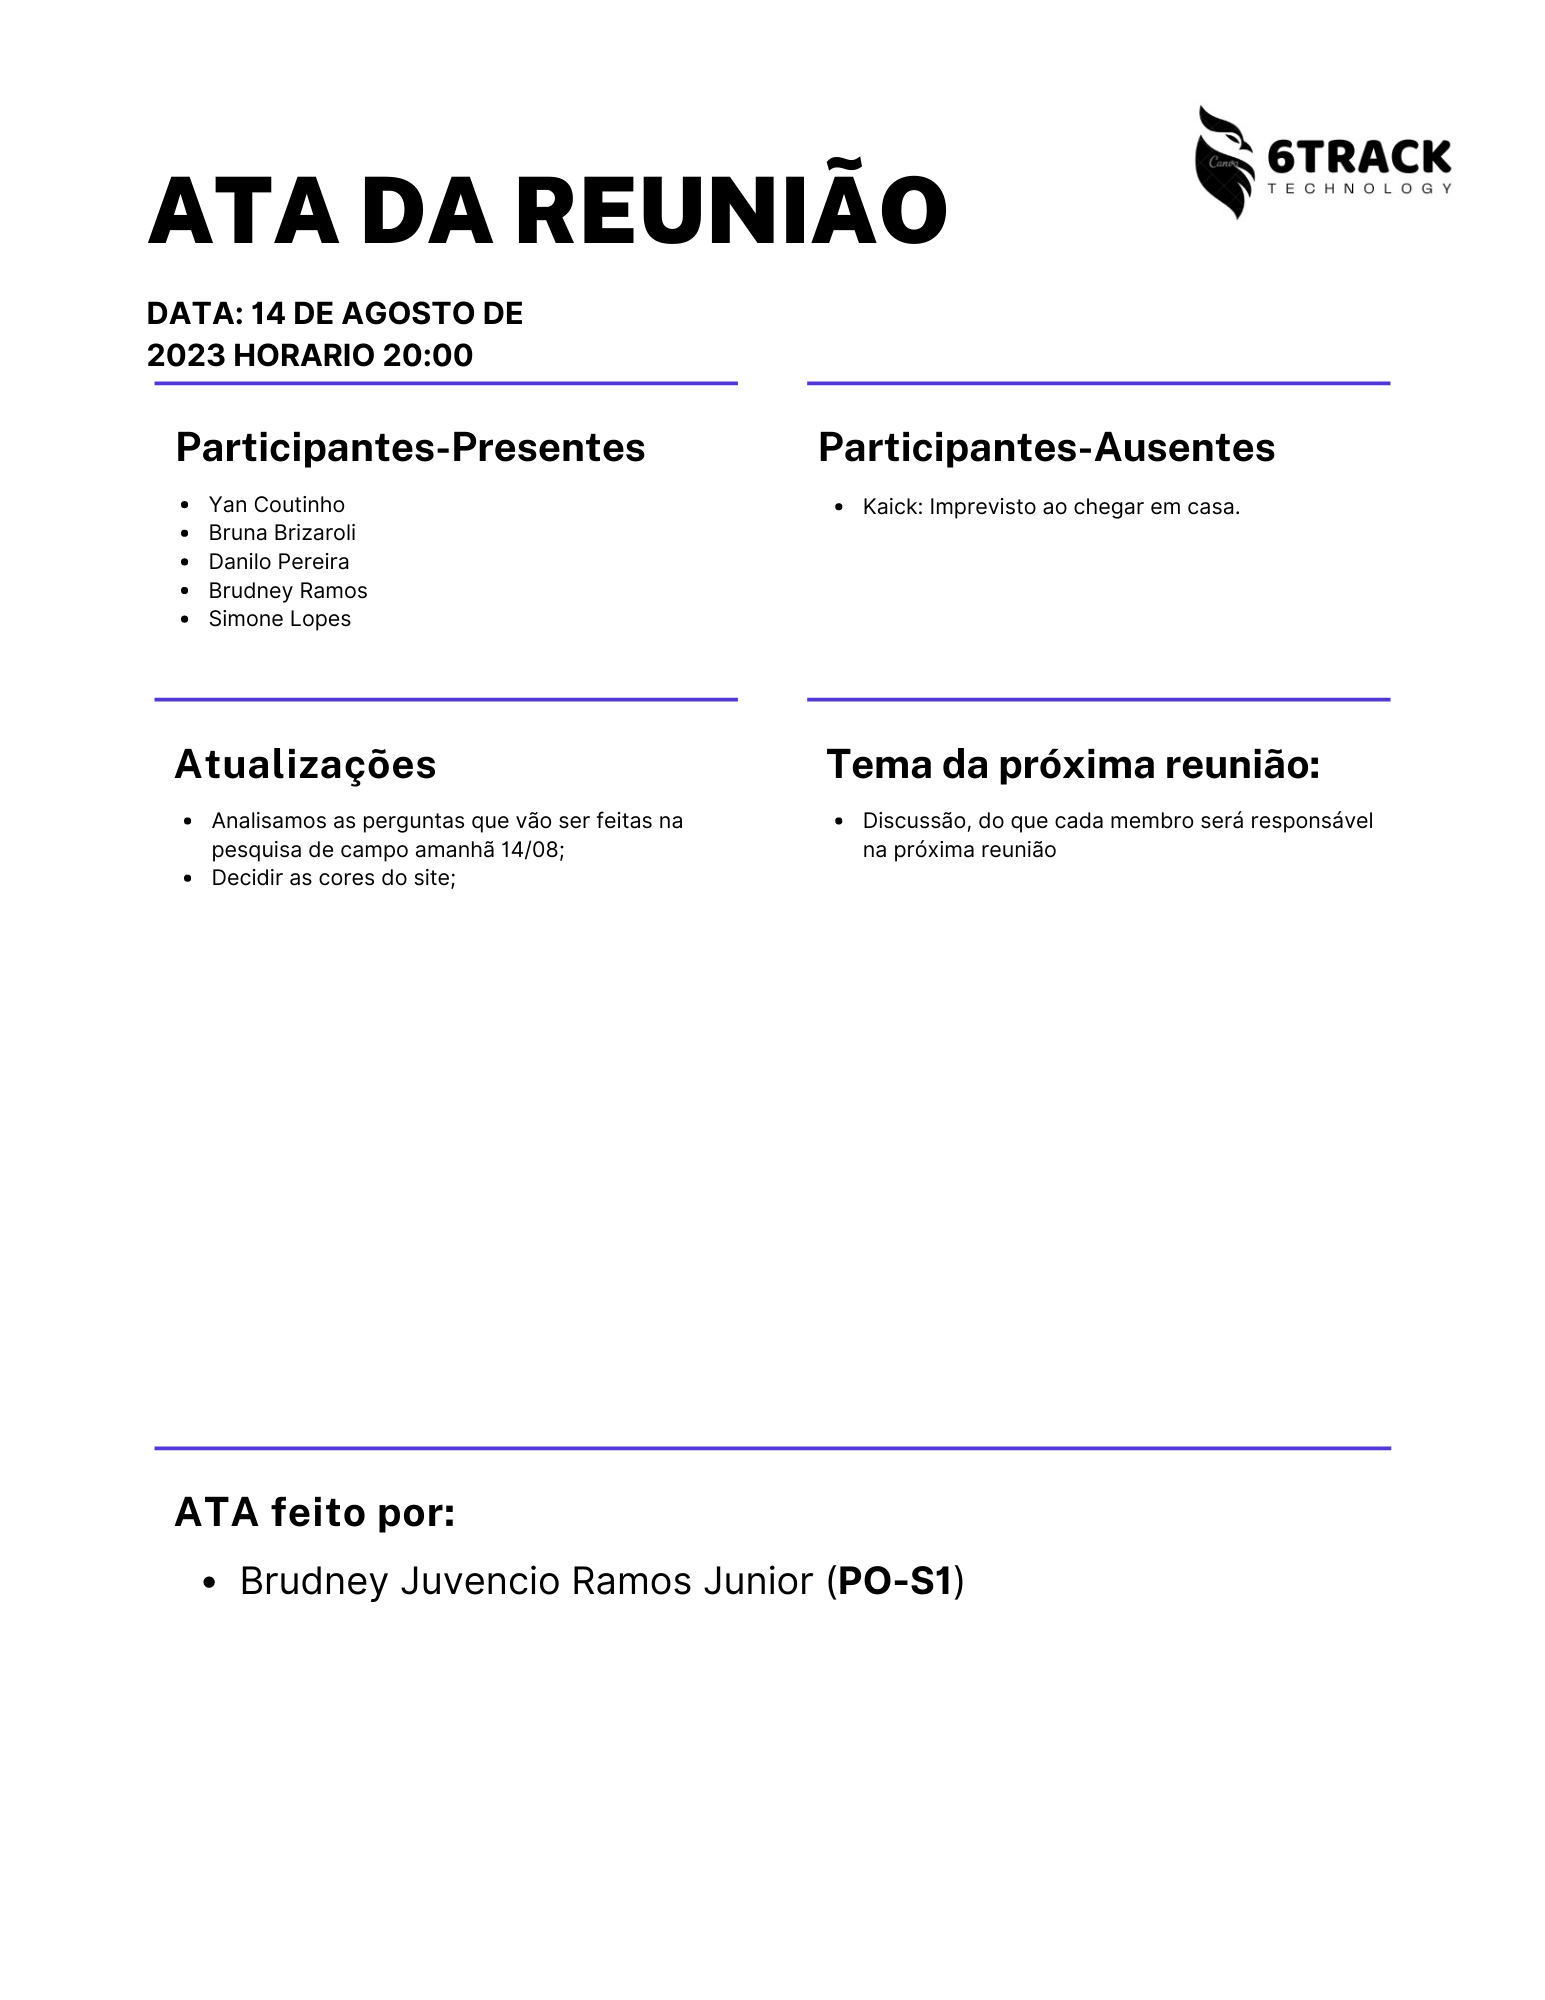 ATA DA REUNIÃO
Canva
6TRACK
TECHNOLOGY
DATA: 14 DE AGOSTO DE
2023 HORARIO 20:00
Participantes-Presentes
• Yan Coutinho
• Bruna Brizaroli
• Danilo Pereira
• Brudney Ramos
• Simone Lopes
Participantes-Ausentes
• Kaick: Imprevisto ao chegar em casa.
Atualizações
• Analisamos as perguntas que vão ser feitas na
pesquisa de campo amanhã 14/08;
• Decidir as cores do site;
Tema da próxima reunião:
• Discussão, do que cada membro será responsável
na próxima reunião
ATA feito por:
• Brudney Juvencio Ramos Junior (PO-S1)